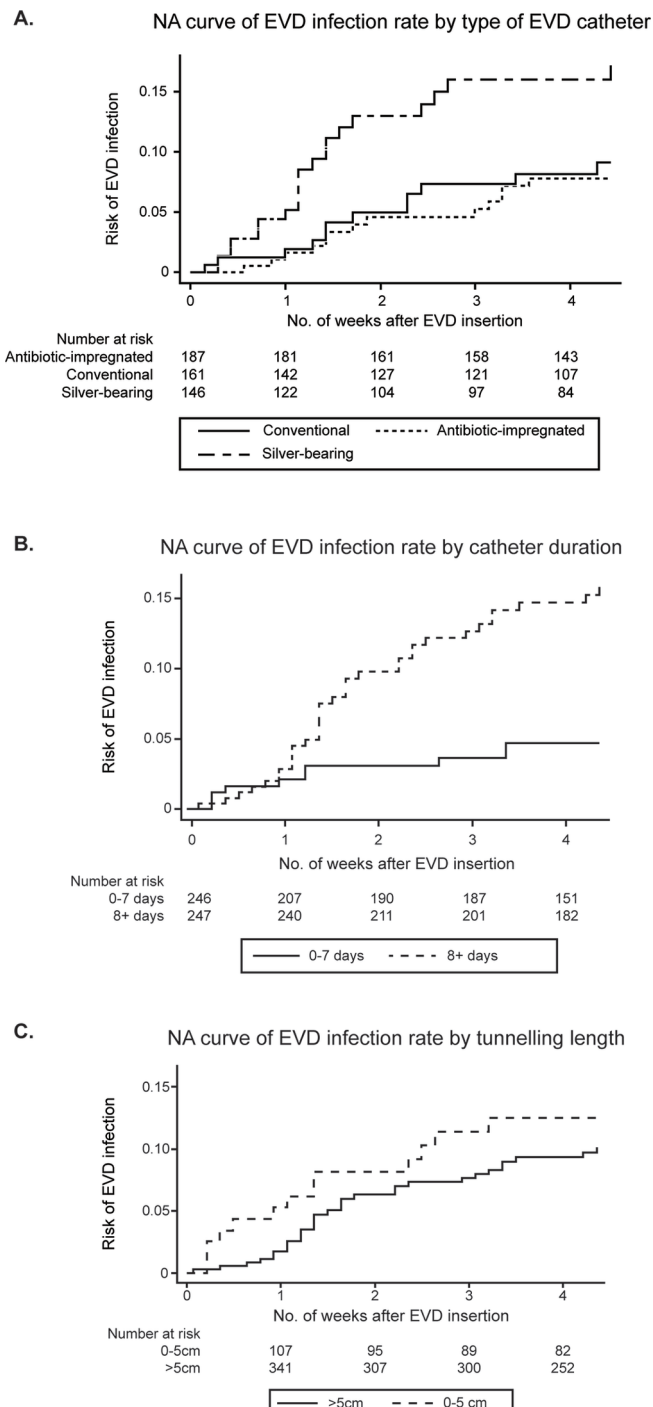 A.
NA curve of EVD infection rate by type of EVD catheter
Risk of EVD infection
0.15
0.10
0.05
0
0 1 2 3 4
No. of weeks after EVD insertion
Number at risk
Antibiotic-impregnated 187 181 161 158 143
Conventional 161 142 127 121 107
Silver-bearing 146 122 104 97 84
Conventional Antibiotic-impregnated
Silver-bearing
B.
NA curve of EVD infection rate by catheter duration
Risk of EVD infection
0.15
0.10
0.05
0
0 1 2 3 4
No. of weeks after EVD insertion
Number at risk
0-7 days 246 207 190 187 151
8+ days 247 240 211 201 182
0-7 days 8+ days
C.
NA curve of EVD infection rate by tunnelling length
Risk of EVD infection
0.15
0.10
0.05
0
0 1 2 3 4
No. of weeks after EVD insertion
Number at risk
0-5cm 107 95 89 82
>5cm 341 307 300 252
>5cm 0-5 cm